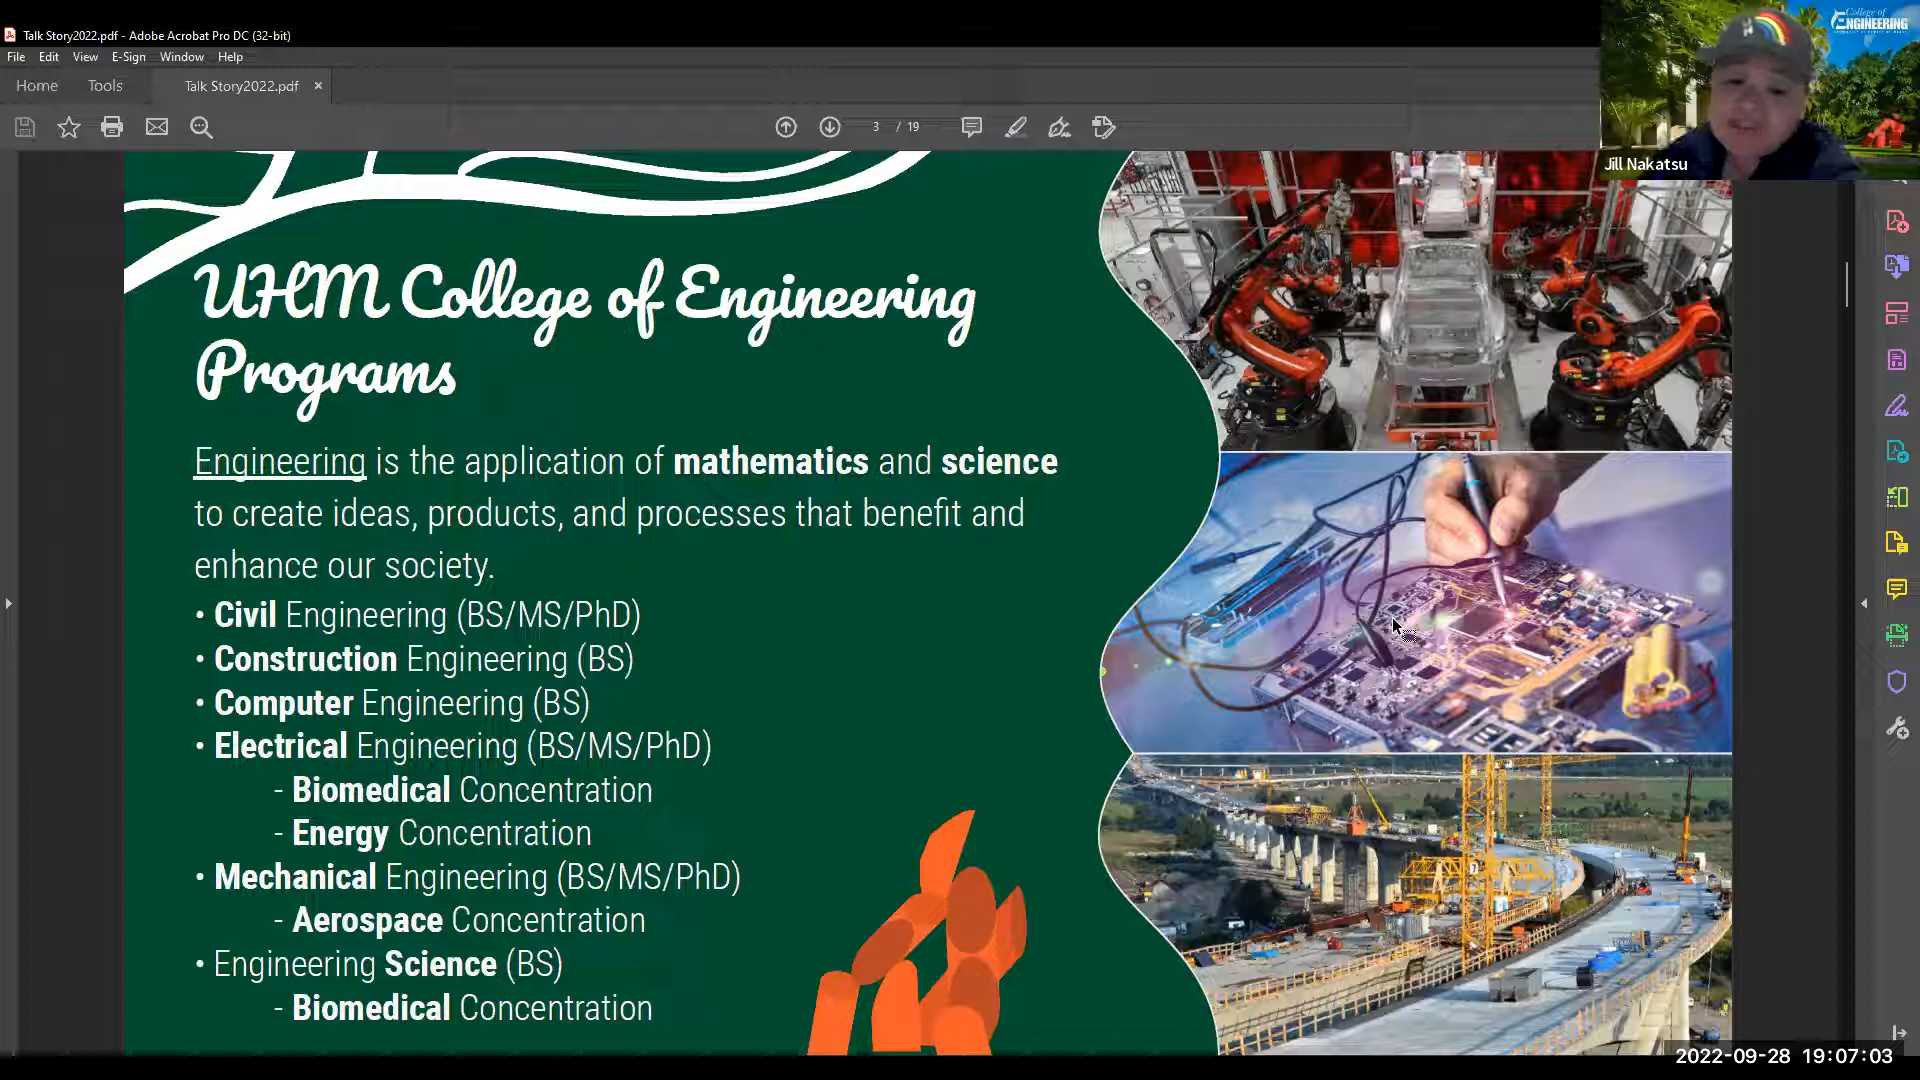 Talk Story2022.pdf - Adobe Acrobat Pro DC (32-bit)
File Edit View E-Sign Window Help
Home Tools Talk Story2022.pdf ×
3 / 19
College of
ENGINEERING
Jill Nakatsu
UHM College of Engineering
Programs
Engineering is the application of mathematics and science
to create ideas, products, and processes that benefit and
enhance our society.
• Civil Engineering (BS/MS/PhD)
• Construction Engineering (BS)
• Computer Engineering (BS)
• Electrical Engineering (BS/MS/PhD)
- Biomedical Concentration
- Energy Concentration
• Mechanical Engineering (BS/MS/PhD)
- Aerospace Concentration
• Engineering Science (BS)
- Biomedical Concentration
2022-09-28 19:07:03